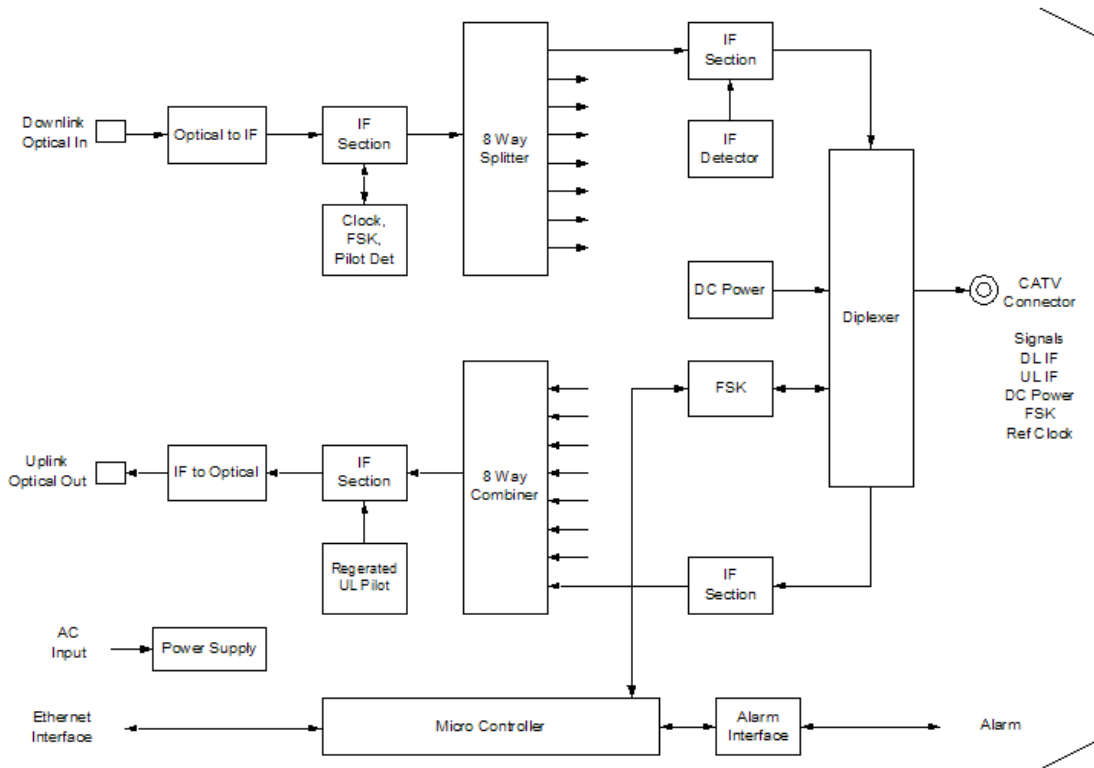 Downlink
Optical In
Optical to IF
IF
Section
Clock,
FSK,
Pilot Det
8 Way
Splitter
IF
Section
IF
Detector
DC Power
Diplexer
CATV
Connector
Signals
DL IF
UL IF
DC Power
FSK
Ref Clock
FSK
Uplink
Optical Out
IF to Optical
IF
Section
Regerated
UL Pilot
8 Way
Combiner
IF
Section
AC
Input
Power Supply
Ethernet
Interface
Micro Controller
Alarm
Interface
Alarm